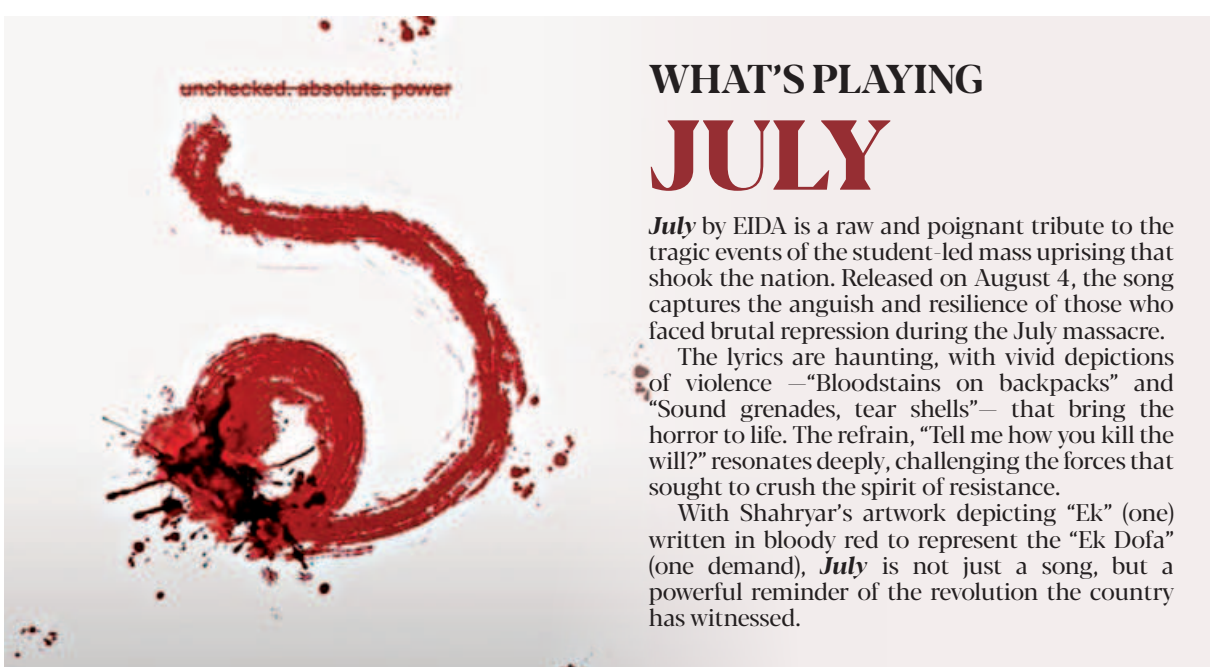 unchecked. absolute. power
১
WHAT'S PLAYING
JULY
July by EIDA is a raw and poignant tribute to the
tragic events of the student-led mass uprising that
shook the nation. Released on August 4, the song
captures the anguish and resilience of those who
faced brutal repression during the July massacre.
The lyrics are haunting, with vivid depictions
of violence —“Bloodstains on backpacks” and
“Sound grenades, tear shells”— that bring the
horror to life. The refrain, “Tell me how you kill the
will?” resonates deeply, challenging the forces that
sought to crush the spirit of resistance.
With Shahryar’s artwork depicting “Ek” (one)
written in bloody red to represent the “Ek Dofa”
(one demand), July is not just a song, but a
powerful reminder of the revolution the country
has witnessed.